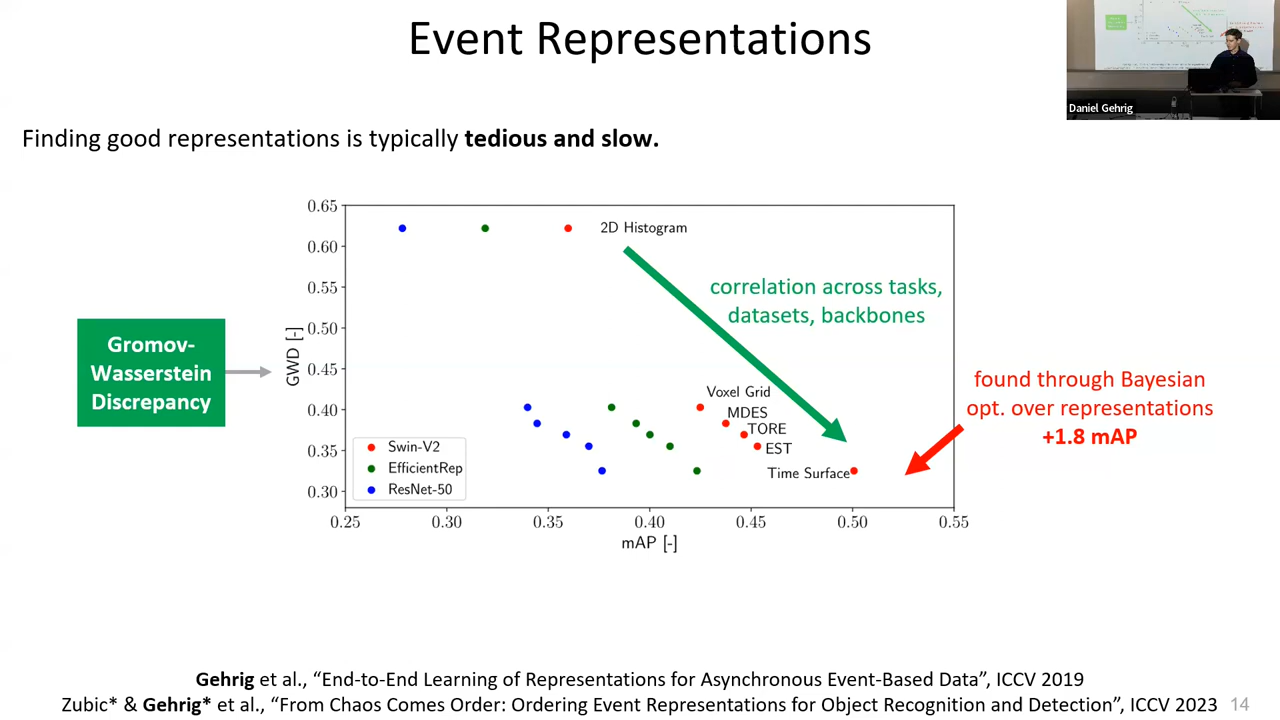 Event Representations
Daniel Gehrig
Finding good representations is typically tedious and slow.
Gromov-
Wasserstein
Discrepancy
GWD [-]
0.65
0.60
0.55
0.50
0.45
0.40
0.35
0.30
2D Histogram
correlation across tasks,
datasets, backbones
Voxel Grid
MDES
TORE
EST
Time Surface
Swin-V2
EfficientRep
ResNet-50
0.25
0.30
0.35
0.40
0.45
0.50
0.55
mAP [-]
found through Bayesian
opt. over representations
+1.8 mAP
Gehrig et al., “End-to-End Learning of Representations for Asynchronous Event-Based Data”, ICCV 2019
Zubic* & Gehrig* et al., “From Chaos Comes Order: Ordering Event Representations for Object Recognition and Detection”, ICCV 2023
14